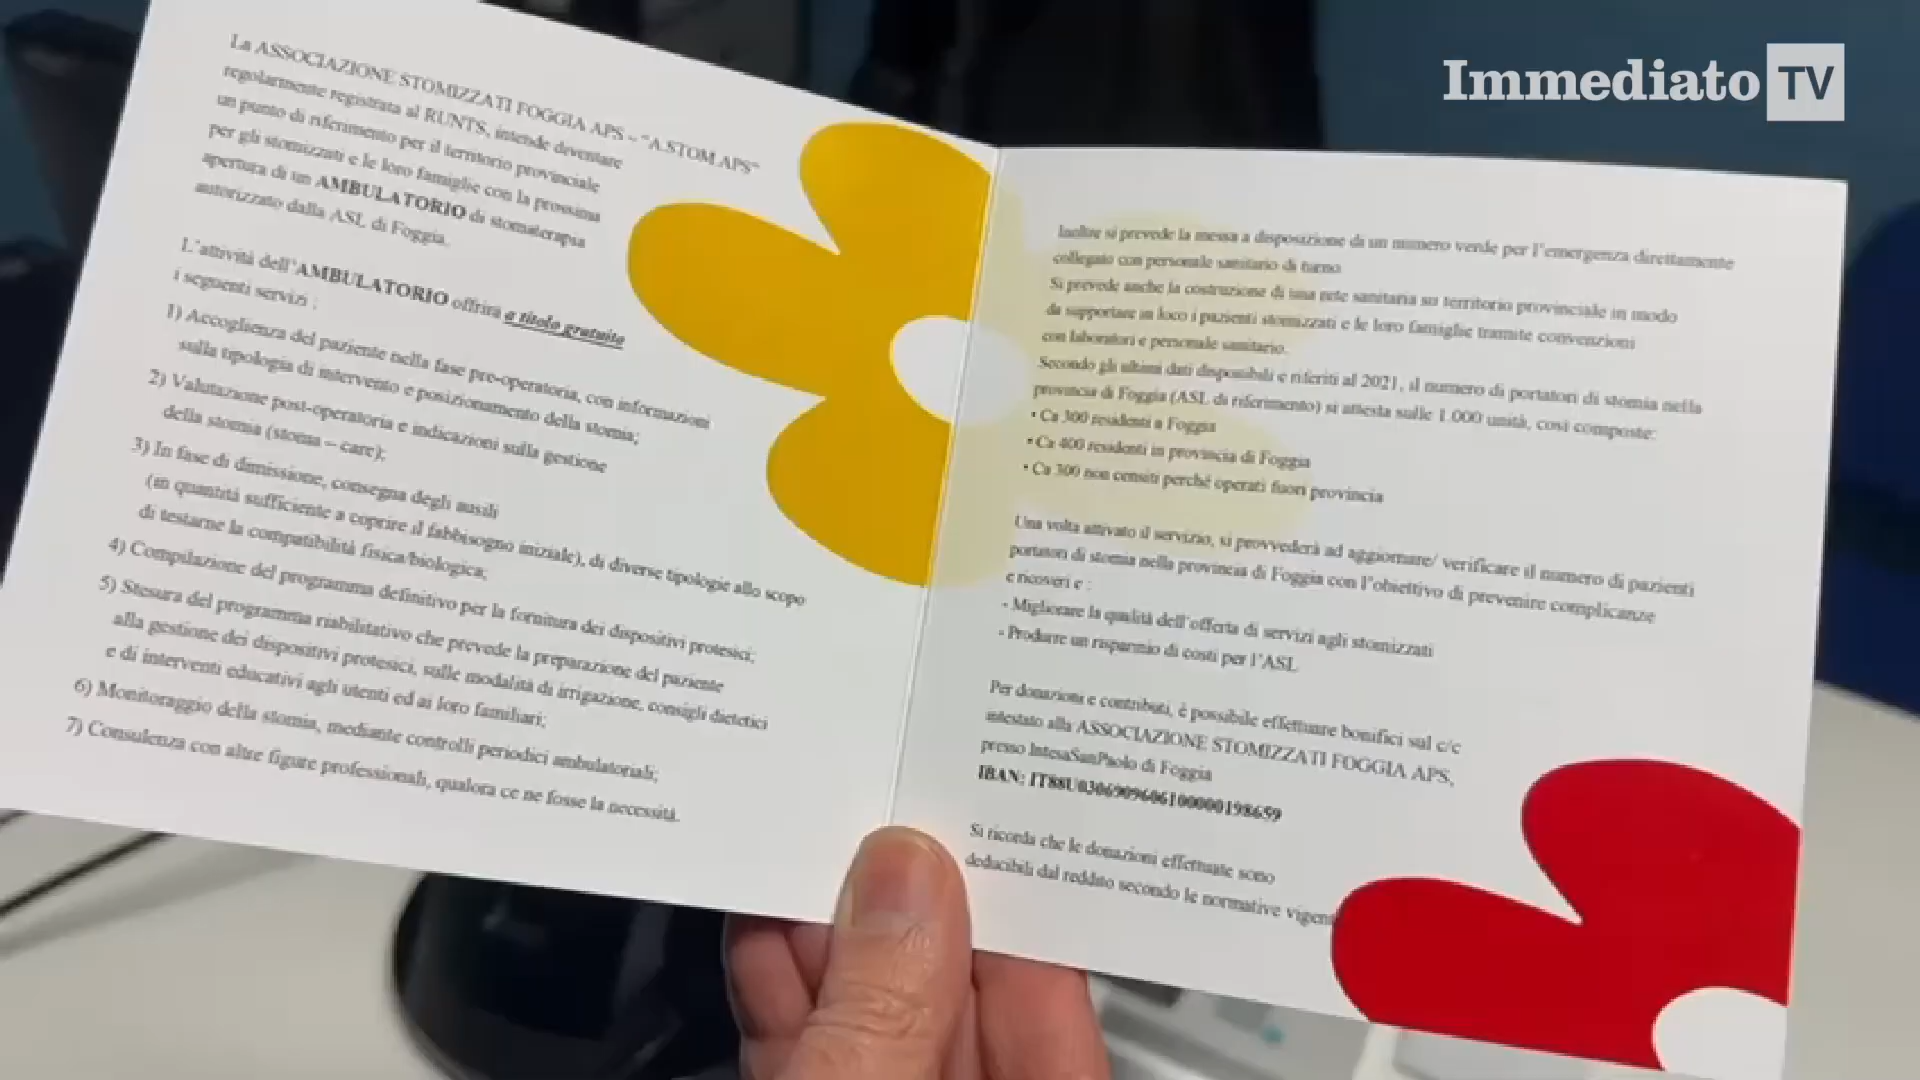 Immediato TV
La ASSOCIAZIONE STOMIZZATI FOGGIA APS – "A.STOM APS"
regolarmente registrata al RUNTS, intende diventare
un punto di riferimento per il territorio provinciale
per gli stomizzati e le loro famiglie con la prossima
apertura di un AMBULATORIO di stomaterapia
autorizzato dalla ASL di Foggia.
L'attività dell'AMBULATORIO offrirà a titolo gratuito
i seguenti servizi :
1) Accoglienza del paziente nella fase pre-operatoria, con informazioni
sulla tipologia di intervento e posizionamento della stomia;
2) Valutazione post-operatoria e indicazioni sulla gestione
della stomia (stoma – care);
3) In fase di dimissione, consegna degli ausili
(in quantità sufficiente a coprire il fabbisogno iniziale), di diverse tipologie allo scopo
di testarne la compatibilità fisica/biologica;
4) Compilazione del programma definitivo per la fornitura dei dispositivi protesici;
5) Stesura del programma riabilitativo che prevede la preparazione del paziente
alla gestione dei dispositivi protesici, sulle modalità di irrigazione, consigli dietetici
e di interventi educativi agli utenti ed ai loro familiari;
6) Monitoraggio della stomia, mediante controlli periodici ambulatoriali;
7) Consulenza con altre figure professionali, qualora ce ne fosse la necessità.
Inoltre si prevede la messa a disposizione di un numero verde per l'emergenza direttamente
collegato con personale sanitario di turno
Si prevede anche la costruzione di una rete sanitaria su territorio provinciale in modo
da supportare in loco i pazienti stomizzati e le loro famiglie tramite convenzioni
con laboratori e personale sanitario.
Secondo gli ultimi dati disponibili e riferiti al 2021, il numero di portatori di stomia nella
provincia di Foggia (ASL di riferimento) si attesta sulle 1.000 unità, così composte:
• Ca 300 residenti a Foggia
• Ca 400 residenti in provincia di Foggia
• Ca 300 non censiti perché operati fuori provincia
Una volta attivato il servizio, si provvederà ad aggiornare/ verificare il numero di pazienti
portatori di stomia nella provincia di Foggia con l'obiettivo di prevenire complicanze
e ricoveri e :
- Migliorare la qualità dell'offerta di servizi agli stomizzati
- Produrre un risparmio di costi per l'ASL
Per donazioni e contributi, è possibile effettuare bonifici sul c/c
intestato alla ASSOCIAZIONE STOMIZZATI FOGGIA APS,
presso IntesaSanPaolo di Foggia
IBAN: IT88U0306909606100000198659
Si ricorda che le donazioni effettuate sono
deducibili dal reddito secondo le normative vigenti